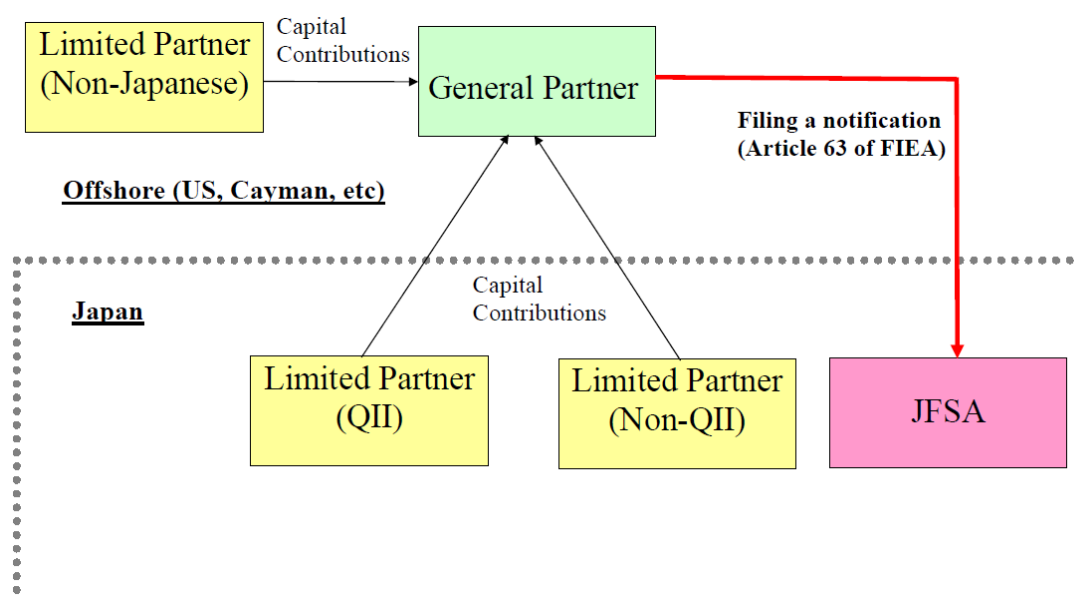 Limited Partner
(Non-Japanese)
Capital
Contributions
General Partner
Filing a notification
(Article 63 of FIEA)
Offshore (US, Cayman, etc)
Japan
Capital
Contributions
Limited Partner
(QII)
Limited Partner
(Non-QII)
JFSA